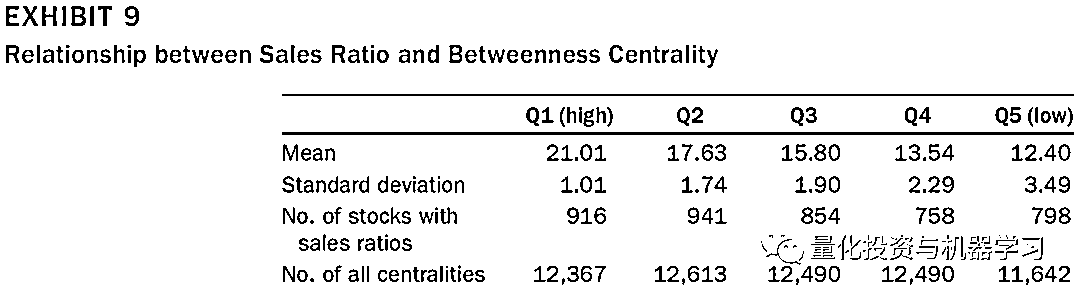 EXHIBIT 9
Relationship between Sales Ratio and Betweenness Centrality
Q1 (high) Q2 Q3 Q4 Q5 (low)
Mean 21.01 17.63 15.80 13.54 12.40
Standard deviation 1.01 1.74 1.90 2.29 3.49
No. of stocks with 916 941 854 758 798
sales ratios
量化投资与机器学习
No. of all centralities 12,367 12,613 12,490 12,490 11,642